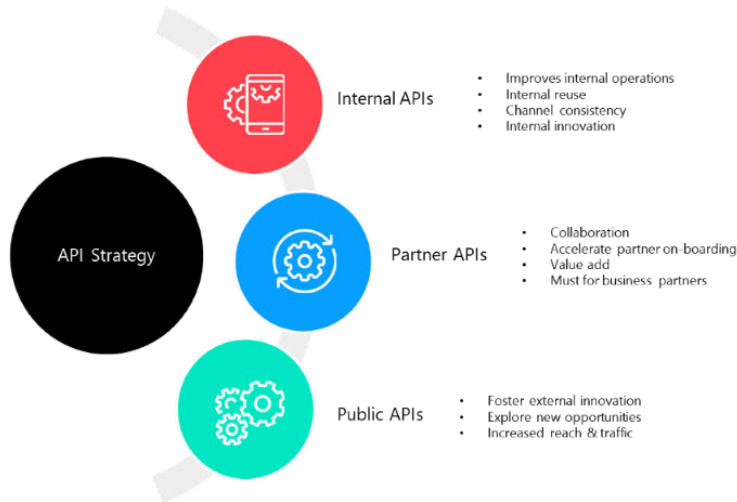 API Strategy
Internal APIs
• Improves internal operations
• Internal reuse
• Channel consistency
• Internal innovation
Partner APIs
• Collaboration
• Accelerate partner on-boarding
• Value add
• Must for business partners
Public APIs
• Foster external innovation
• Explore new opportunities
• Increased reach & traffic